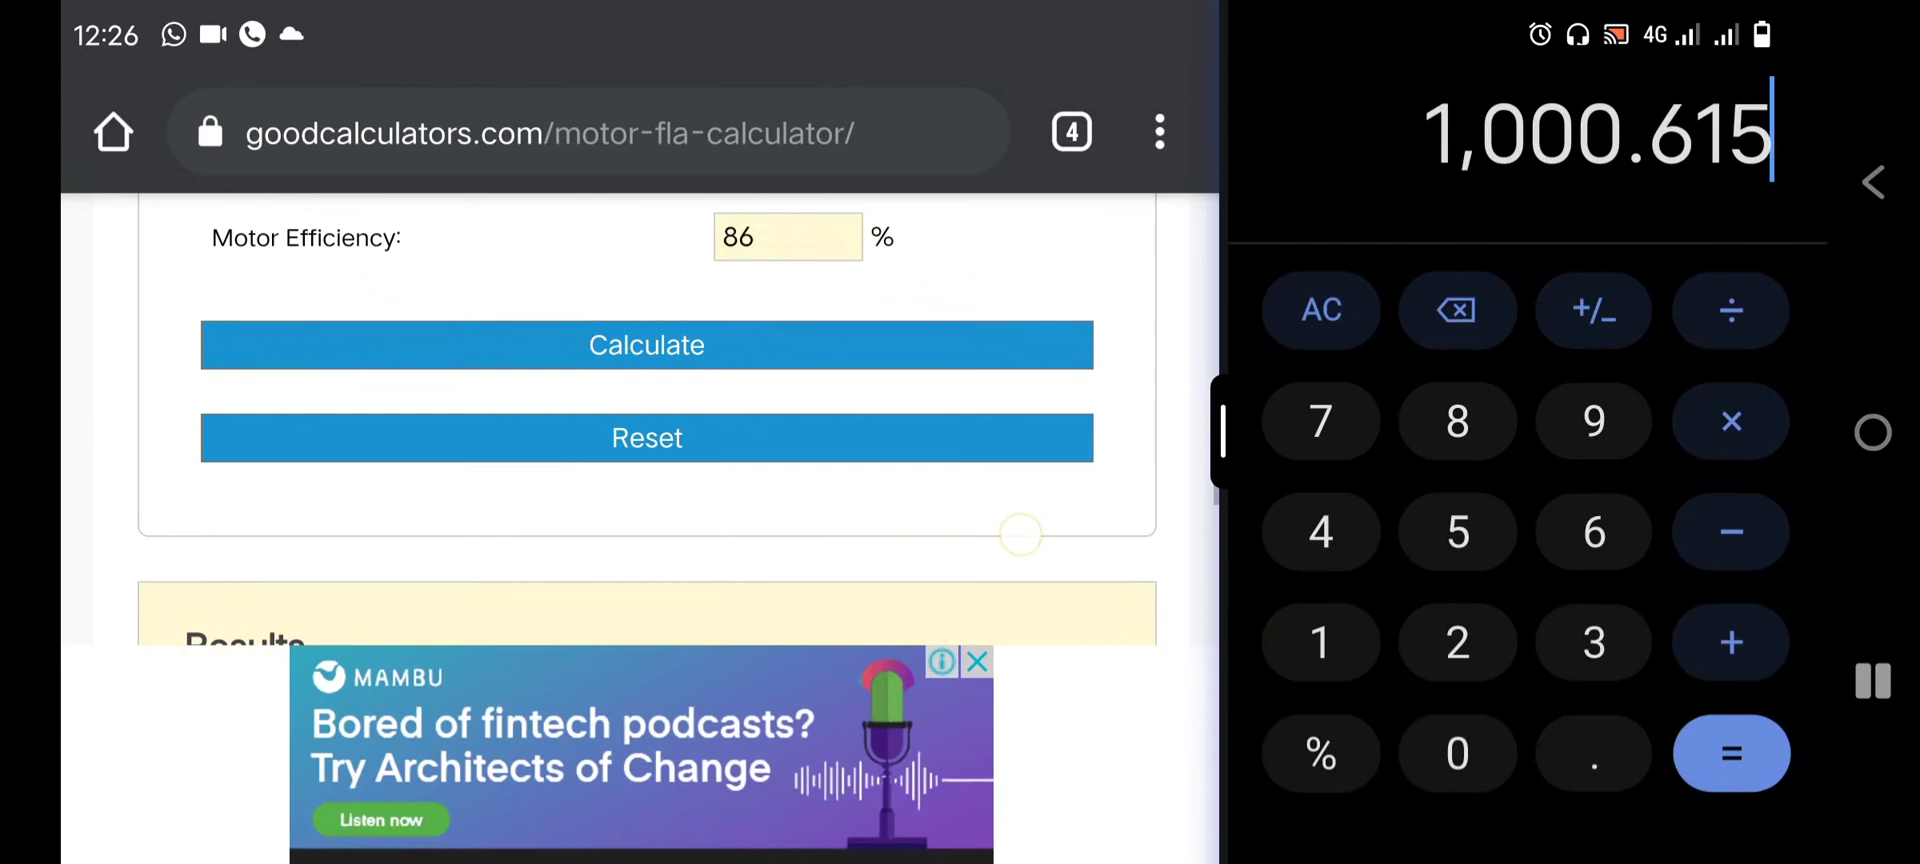 12:26
4G
goodcalculators.com/motor-fla-calculator/
4
1,000.615
Motor Efficiency:
86
%
Calculate
Reset
Results
MAMBU
Bored of fintech podcasts?
Try Architects of Change
Listen now
AC
+/_
÷
7
8
9
×
4
5
6
−
1
2
3
+
%
0
.
=